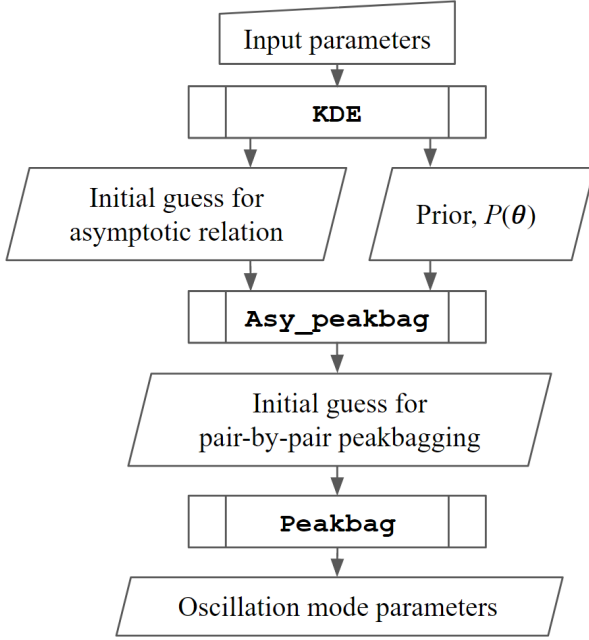 Input parameters
KDE
Initial guess for
asymptotic relation
Prior, P(θ)
Asy_peakbag
Initial guess for
pair-by-pair peakbagging
Peakbag
Oscillation mode parameters